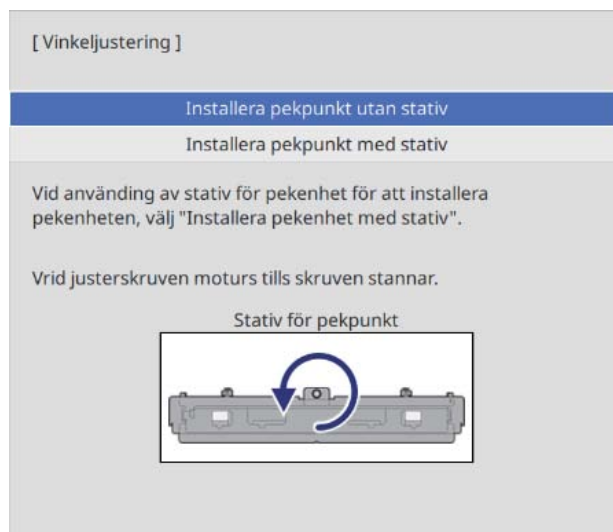 [ Vinkeljustering ]
Installera pekpunkt utan stativ
Installera pekpunkt med stativ
Vid använding av stativ för pekenhet för att installera
pekenheten, välj "Installera pekenhet med stativ".
Vrid justerskruven moturs tills skruven stannar.
Stativ för pekpunkt